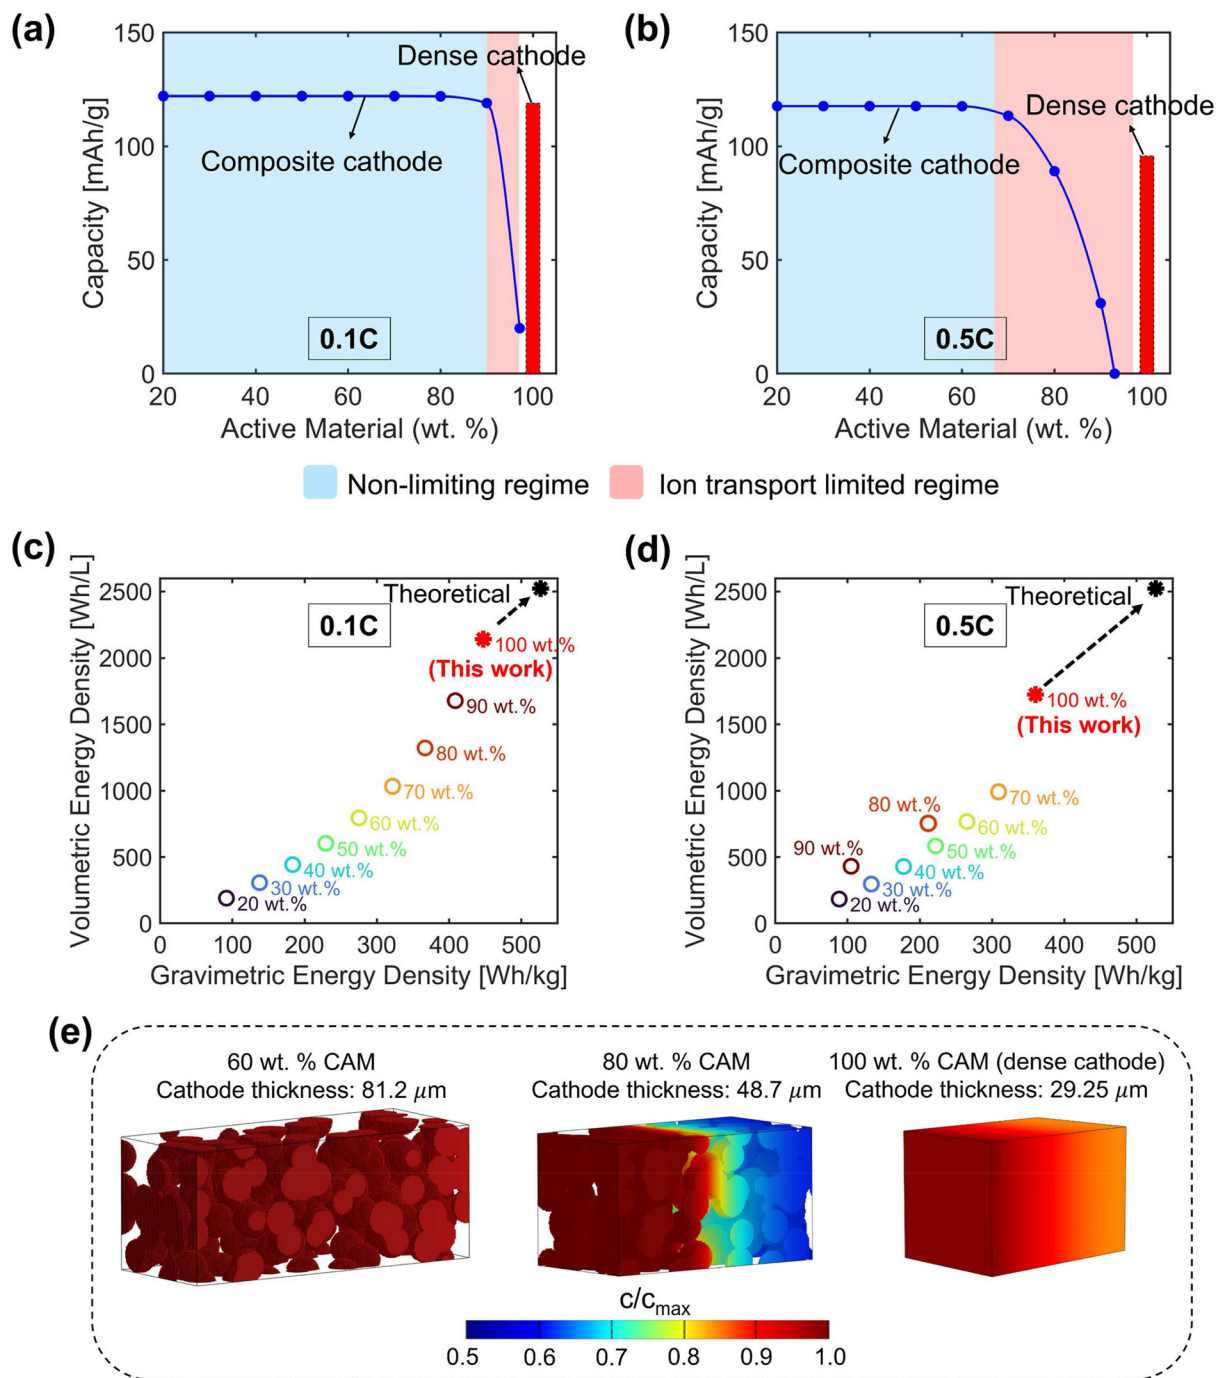 (a)
150
100
50
0
Capacity [mAh/g]
Dense cathode
Composite cathode
0.1C
20 40 60 80 100
Active Material (wt. %)
(b)
150
100
50
0
Capacity [mAh/g]
Dense cathode
Composite cathode
0.5C
20 40 60 80 100
Active Material (wt. %)
Non-limiting regime
Ion transport limited regime
(c)
Volumetric Energy Density [Wh/L]
2500
2000
1500
1000
500
0
Theoretical
0.1C
100 wt.%
(This work)
90 wt.%
80 wt.%
70 wt.%
60 wt.%
50 wt.%
40 wt.%
30 wt.%
20 wt.%
0 100 200 300 400 500
Gravimetric Energy Density [Wh/kg]
(d)
Volumetric Energy Density [Wh/L]
2500
2000
1500
1000
500
0
Theoretical
0.5C
100 wt.%
(This work)
80 wt.%
70 wt.%
60 wt.%
90 wt.%
50 wt.%
40 wt.%
30 wt.%
20 wt.%
0 100 200 300 400 500
Gravimetric Energy Density [Wh/kg]
(e)
60 wt. % CAM
Cathode thickness: 81.2 μm
80 wt. % CAM
Cathode thickness: 48.7 μm
100 wt. % CAM (dense cathode)
Cathode thickness: 29.25 μm
c/cmax
0.5 0.6 0.7 0.8 0.9 1.0